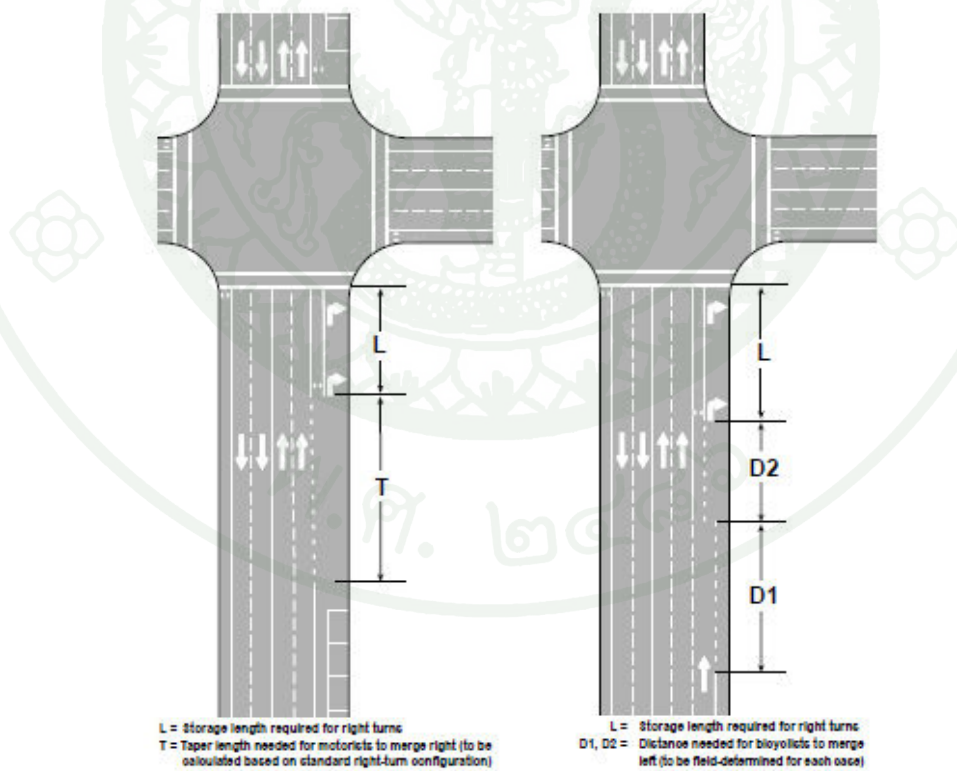 L
T
L
D2
D1
L = Storage length required for right turns
T = Taper length needed for motorists to merge right (to be
calculated based on standard right-turn configuration)
L = Storage length required for right turns
D1, D2 = Distance needed for bicyclists to merge
left (to be field-determined for each case)